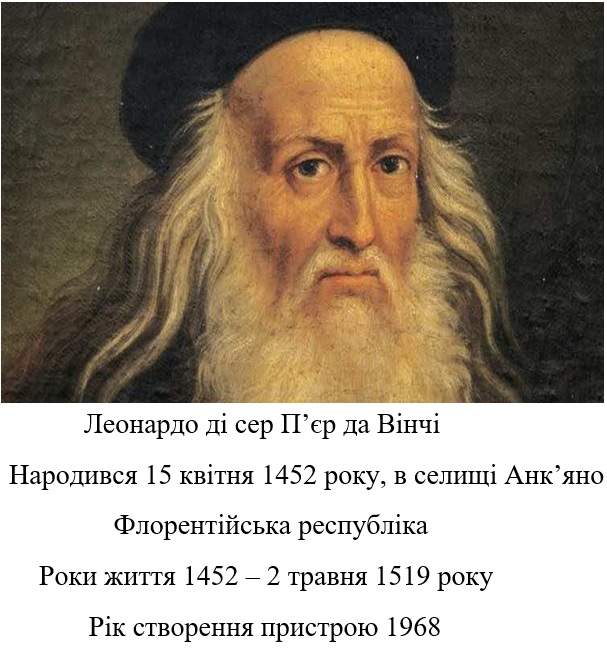 Леонардо ді сер П’єр да Вінчі
Народився 15 квітня 1452 року, в селищі Анк’яно
Флорентійська республіка
Роки життя 1452 – 2 травня 1519 року
Рік створення пристрою 1968